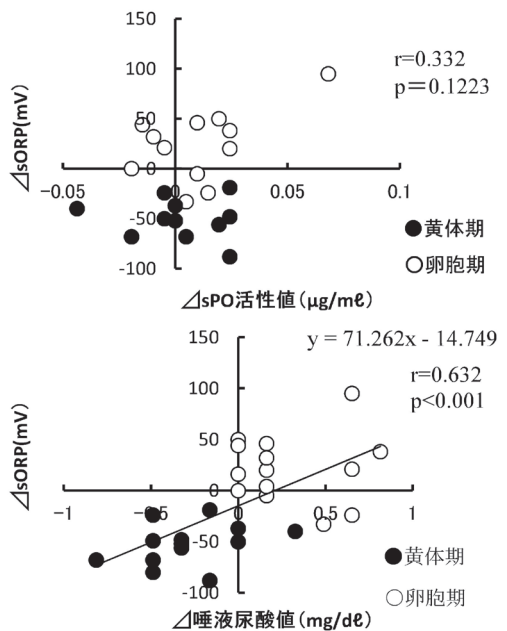 150
100
50
0
-50
-100
−0.05
0
0.05
0.1
⊿sORP(mV)
r=0.332
p＝0.1223
●黄体期
○卵胞期
⊿sPO活性値（μg/mℓ）
y = 71.262x - 14.749
r=0.632
p<0.001
150
100
50
0
-50
-100
−1
−0.5
0
0.5
1
⊿sORP(mV)
●黄体期
○卵胞期
⊿唾液尿酸値（mg/dℓ）